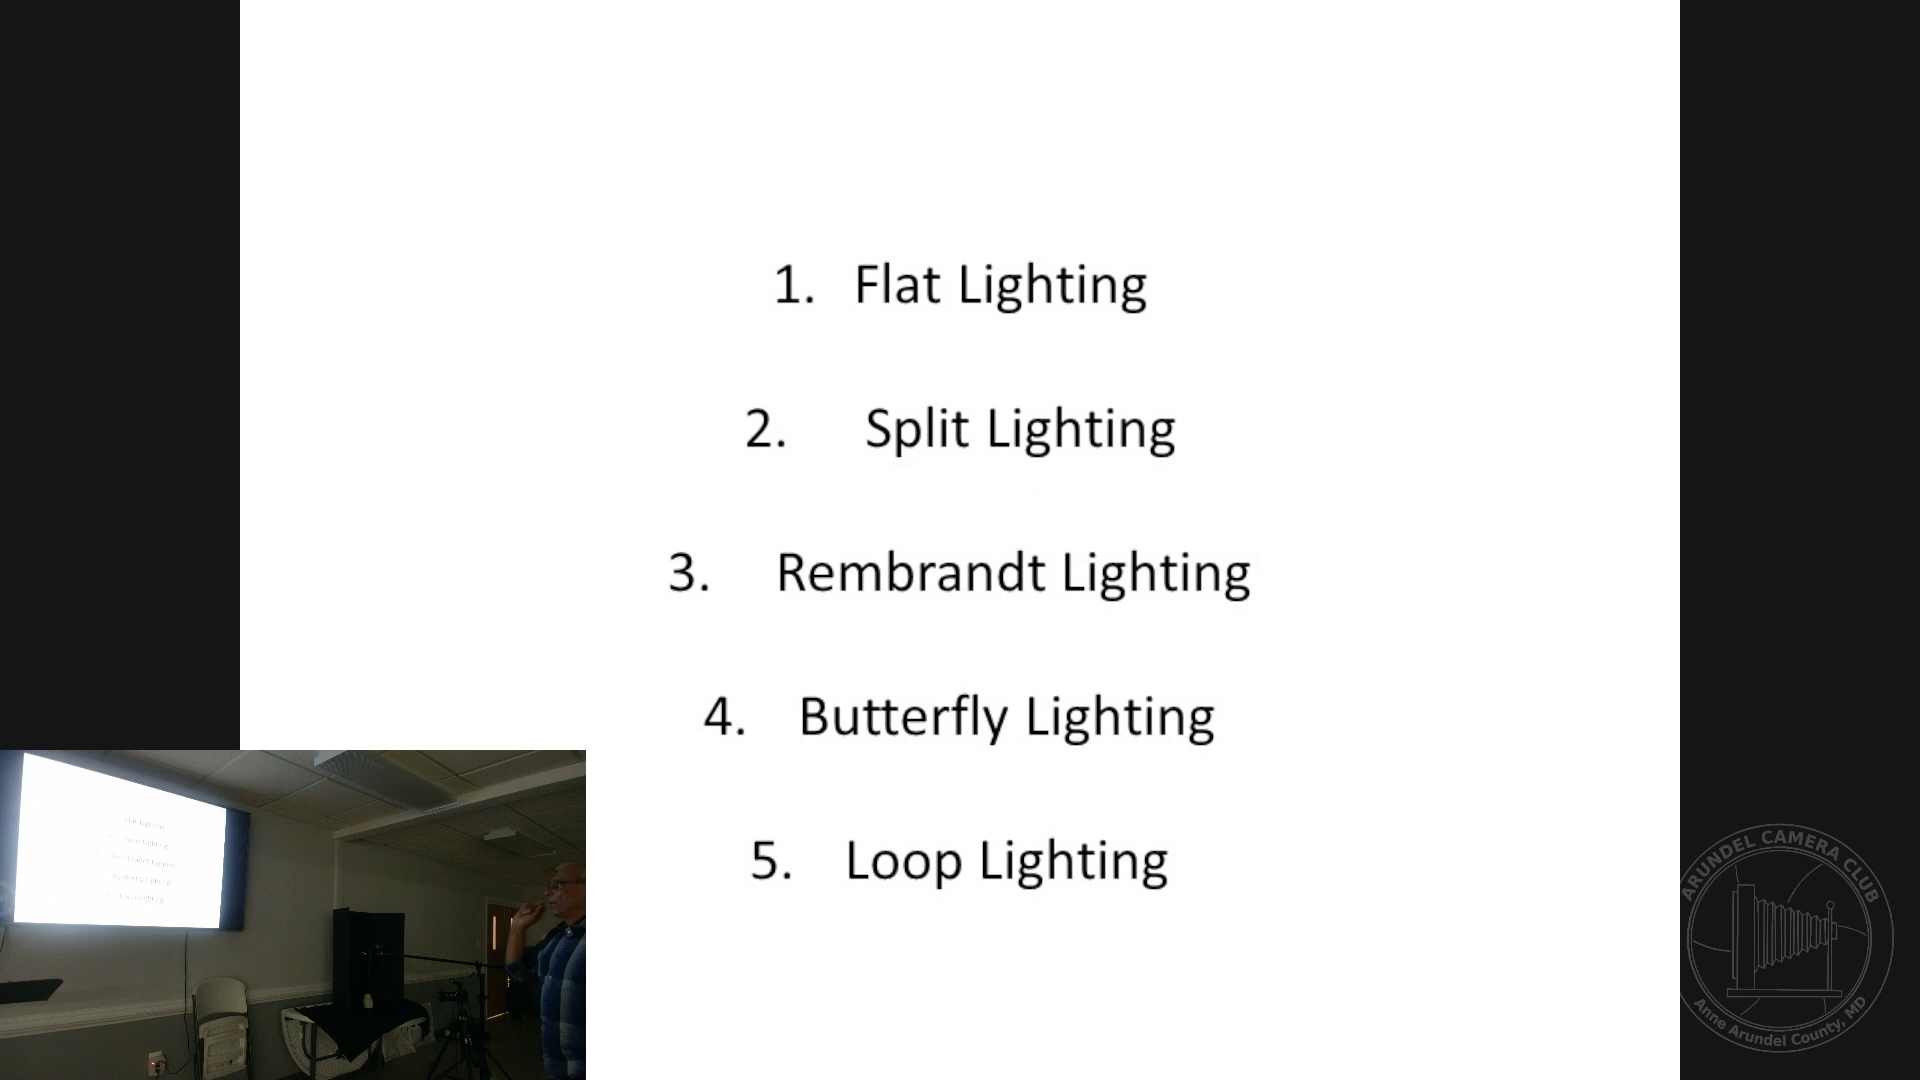 1. Flat Lighting
2. Split Lighting
3. Rembrandt Lighting
4. Butterfly Lighting
5. Loop Lighting
ARUNDEL CAMERA CLUB
Anne Arundel County, MD